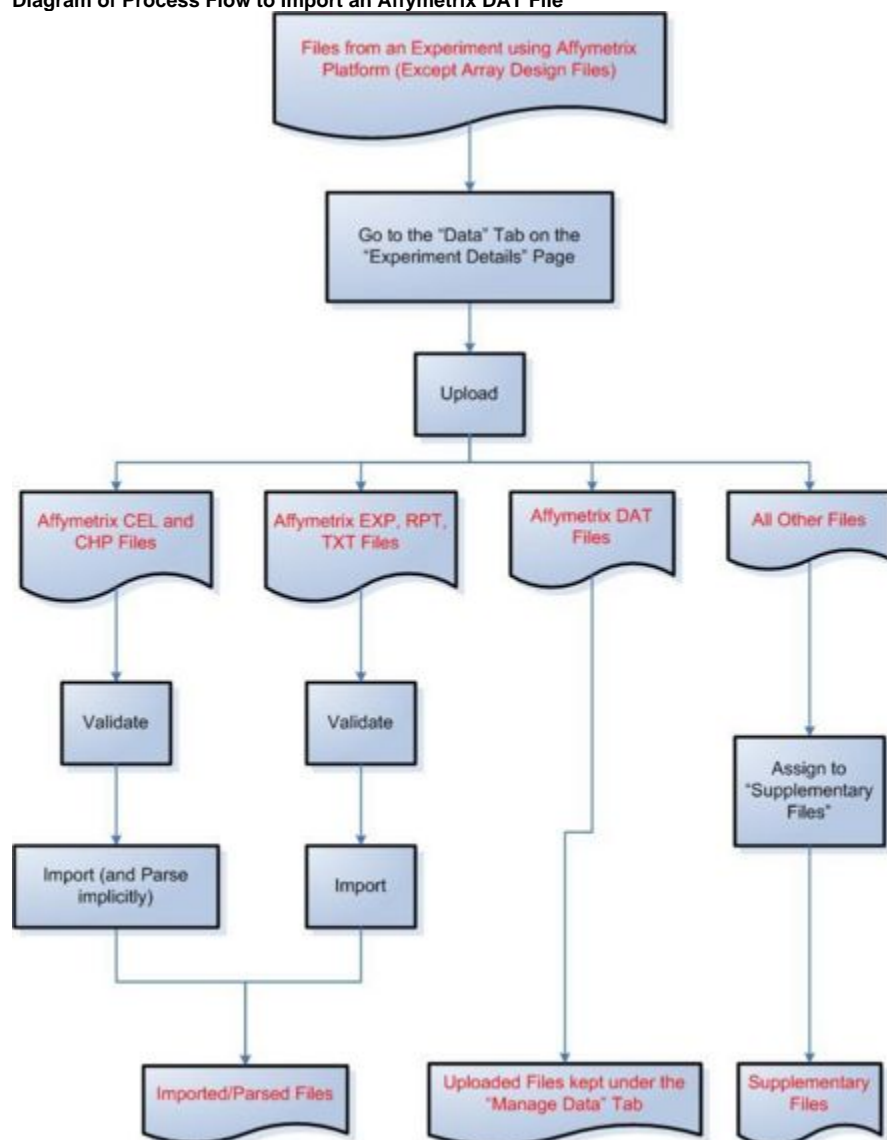 Diagram of Process Flow to Import an Affymetrix DAT File
Files from an Experiment using Affymetrix
Platform (Except Array Design Files)
Go to the “Data” Tab on the
“Experiment Details” Page
Upload
Affymetrix CEL and
CHP Files
Affymetrix EXP, RPT,
TXT Files
Affymetrix DAT
Files
All Other Files
Validate
Validate
Assign to
“Supplementary
Files”
Import (and Parse
implicitly)
Import
Imported/Parsed Files
Uploaded Files kept under the
“Manage Data” Tab
Supplementary
Files